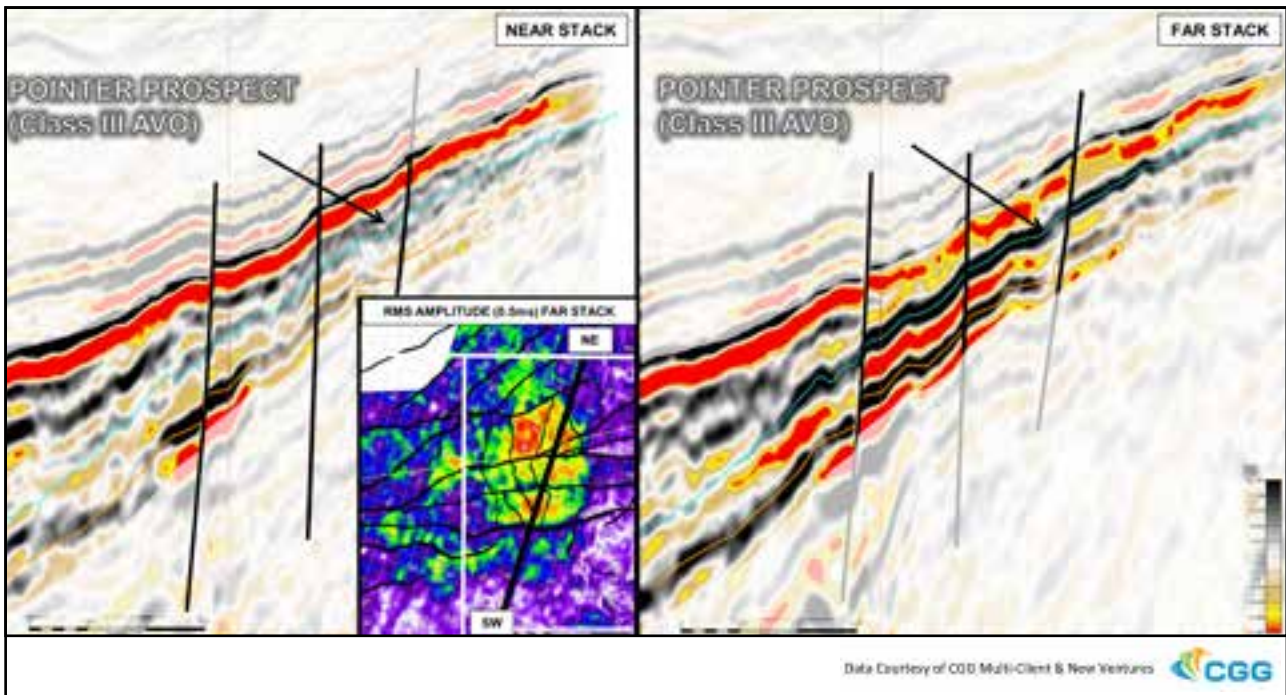 NEAR STACK
POINTER PROSPECT
(Class III AVO)
RMS AMPLITUDE (0.5ms) FAR STACK
NE
SW
FAR STACK
POINTER PROSPECT
(Class III AVO)
Data Courtesy of CGG Multi-Client & New Ventures
CGG